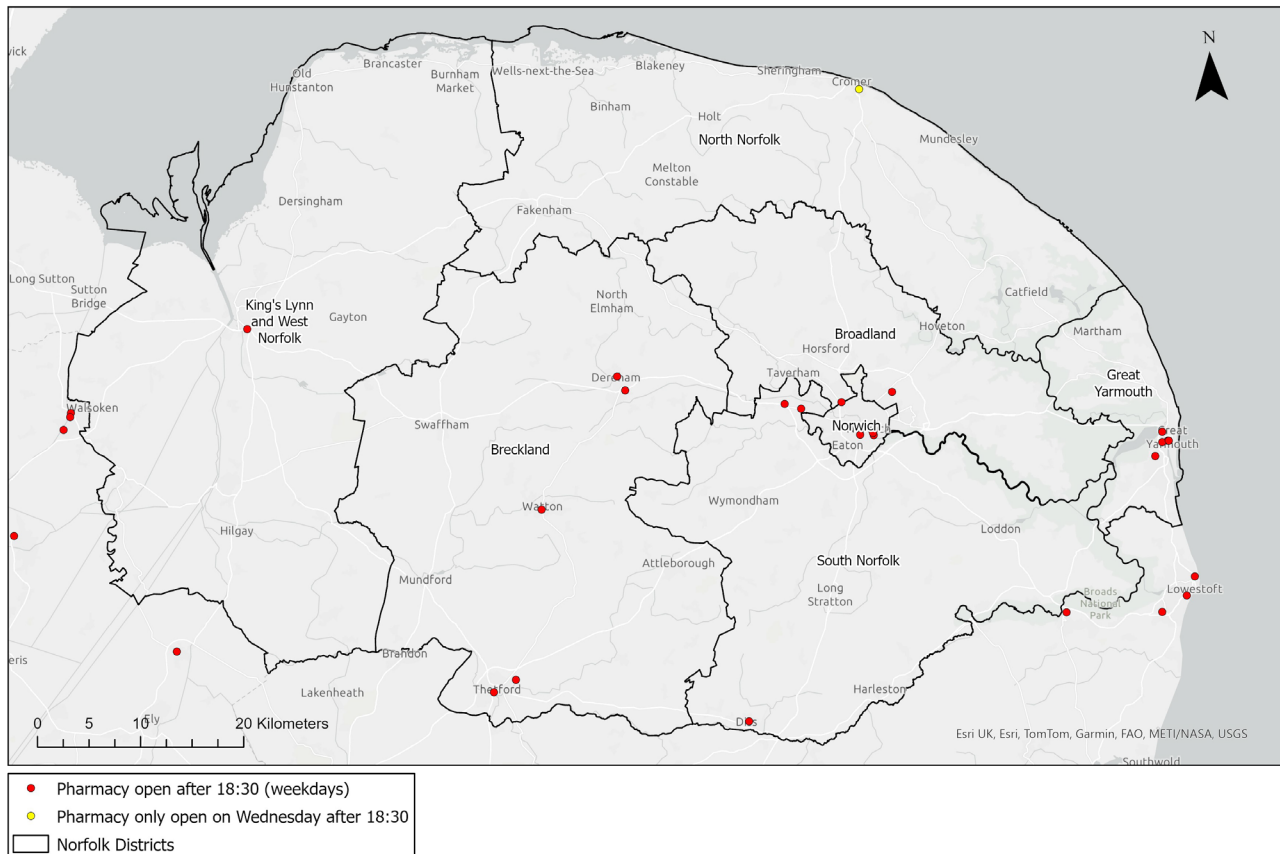 wick
Old
Hunstanton
Brancaster
Burnham
Market
Wells-next-the-Sea
Blakeney
Sheringham
Cromer
N
Binham
Holt
North Norfolk
Mundesley
Melton
Constable
Dersingham
Fakenham
Long Sutton
Sutton
Bridge
King's Lynn
and West
Norfolk
Gayton
North
Elmham
Catfield
Hoveton
Martham
Broadland
Horsford
Taverham
Great
Yarmouth
Dereham
Walsoken
Swaffham
Breckland
Norwich
Eaton
Great
Yarmouth
Wymondham
Watton
Hilgay
Loddon
Attleborough
South Norfolk
Mundford
Long
Stratton
Broads
National
Park
Lowestoft
eris
Brandon
Lakenheath
Thetford
Harleston
Diss
Ely
0 5 10 20 Kilometers
Esri UK, Esri, TomTom, Garmin, FAO, METI/NASA, USGS
Southwold
Pharmacy open after 18:30 (weekdays)
Pharmacy only open on Wednesday after 18:30
Norfolk Districts